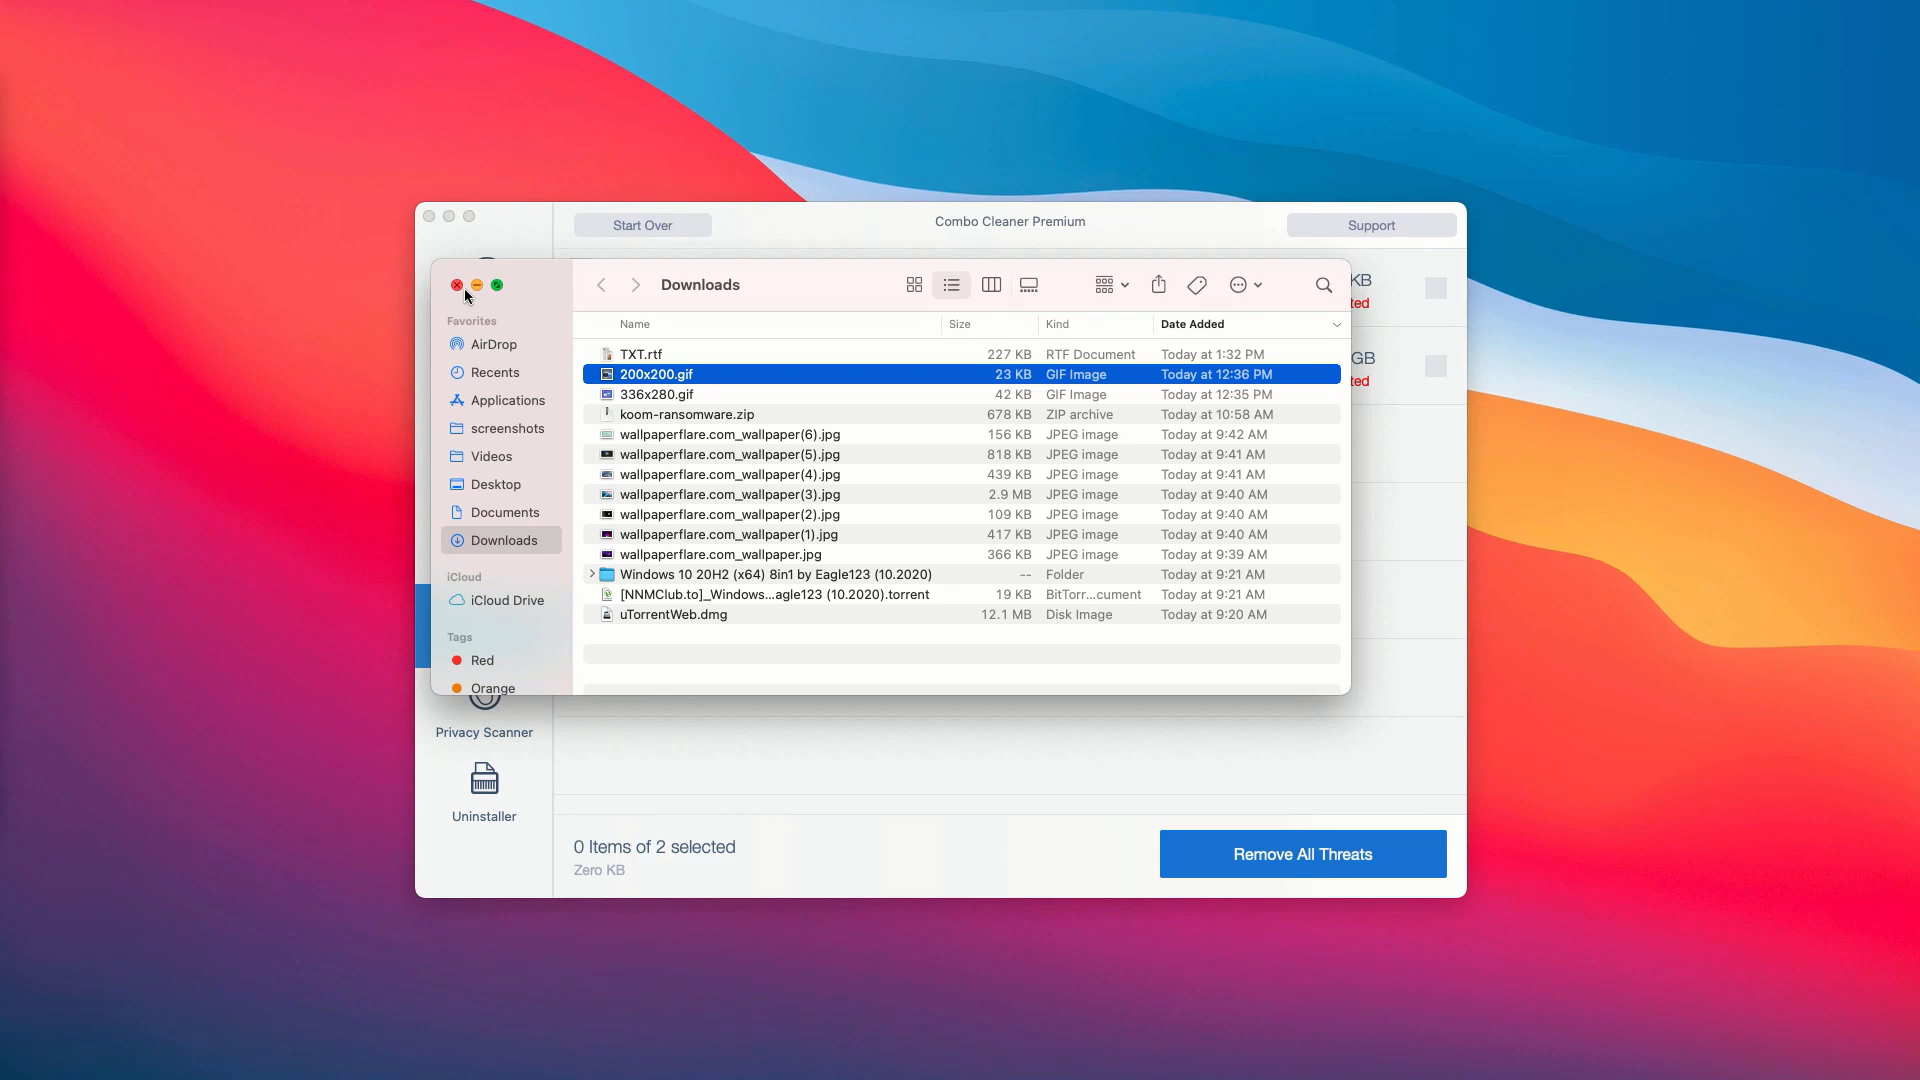 Start Over
Combo Cleaner Premium
Support
Downloads
KB
ted
GB
ted
Favorites
AirDrop
Recents
Applications
screenshots
Videos
Desktop
Documents
Downloads
iCloud
iCloud Drive
Tags
Red
Orange
Name Size Kind Date Added
TXT.rtf 227 KB RTF Document Today at 1:32 PM
200x200.gif 23 KB GIF Image Today at 12:36 PM
336x280.gif 42 KB GIF Image Today at 12:35 PM
koom-ransomware.zip 678 KB ZIP archive Today at 10:58 AM
wallpaperflare.com_wallpaper(6).jpg 156 KB JPEG image Today at 9:42 AM
wallpaperflare.com_wallpaper(5).jpg 818 KB JPEG image Today at 9:41 AM
wallpaperflare.com_wallpaper(4).jpg 439 KB JPEG image Today at 9:41 AM
wallpaperflare.com_wallpaper(3).jpg 2.9 MB JPEG image Today at 9:40 AM
wallpaperflare.com_wallpaper(2).jpg 109 KB JPEG image Today at 9:40 AM
wallpaperflare.com_wallpaper(1).jpg 417 KB JPEG image Today at 9:40 AM
wallpaperflare.com_wallpaper.jpg 366 KB JPEG image Today at 9:39 AM
Windows 10 20H2 (x64) 8in1 by Eagle123 (10.2020) -- Folder Today at 9:21 AM
[NNMClub.to]_Windows...agle123 (10.2020).torrent 19 KB BitTorr...cument Today at 9:21 AM
uTorrentWeb.dmg 12.1 MB Disk Image Today at 9:20 AM
Privacy Scanner
Uninstaller
0 Items of 2 selected
Zero KB
Remove All Threats